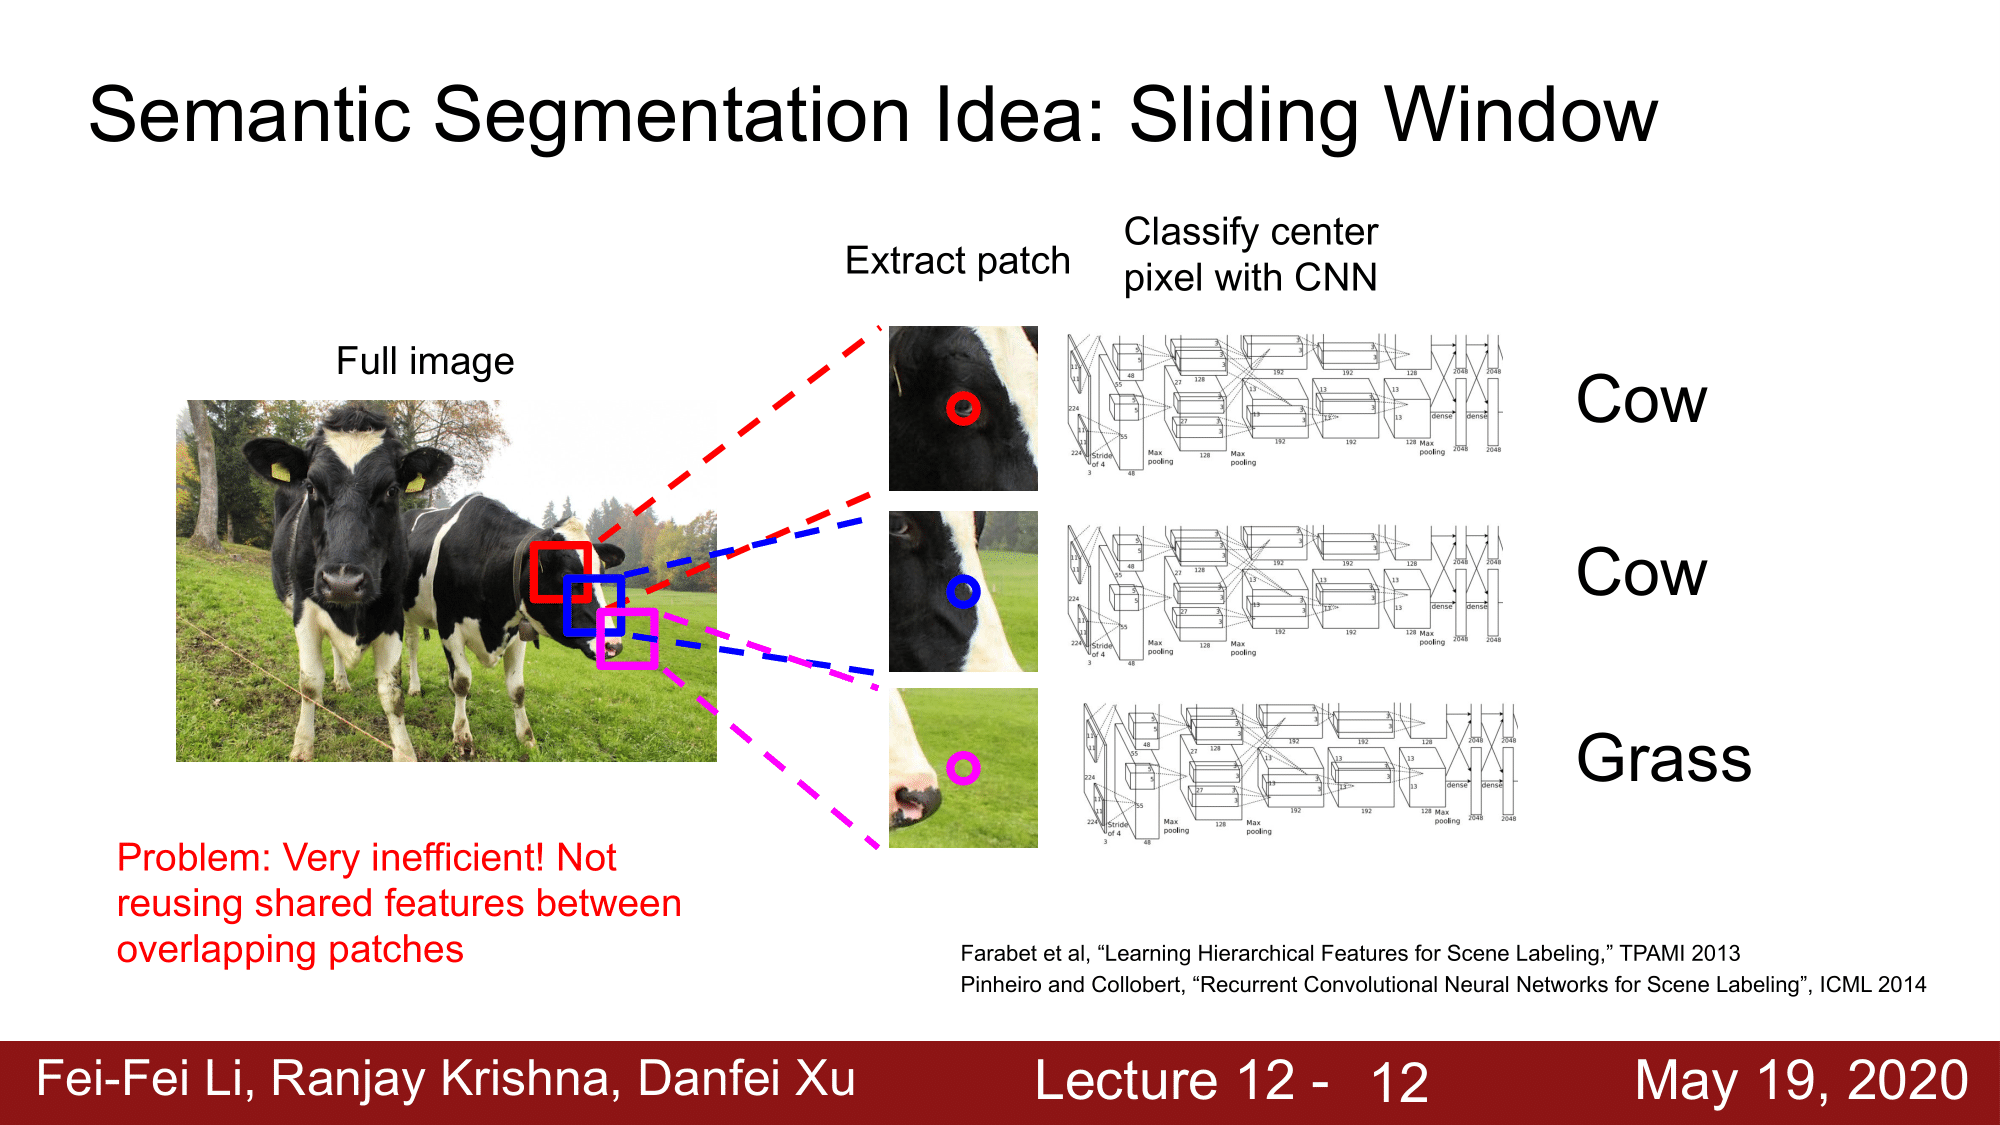 Semantic Segmentation Idea: Sliding Window
Full image
Extract patch
Classify center
pixel with CNN
Cow
Cow
Grass
Problem: Very inefficient! Not
reusing shared features between
overlapping patches
Farabet et al, “Learning Hierarchical Features for Scene Labeling,” TPAMI 2013
Pinheiro and Collobert, “Recurrent Convolutional Neural Networks for Scene Labeling”, ICML 2014
Fei-Fei Li, Ranjay Krishna, Danfei Xu
Lecture 12 - 12
May 19, 2020